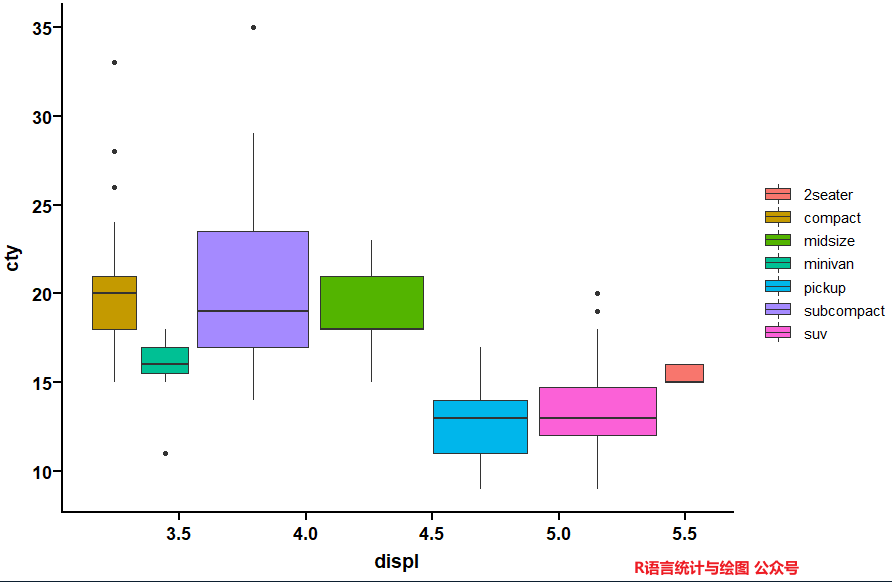 35
30
25
20
15
10
cty
3.5 4.0 4.5 5.0 5.5
displ
2seater
compact
midsize
minivan
pickup
subcompact
suv
R语言统计与绘图 公众号